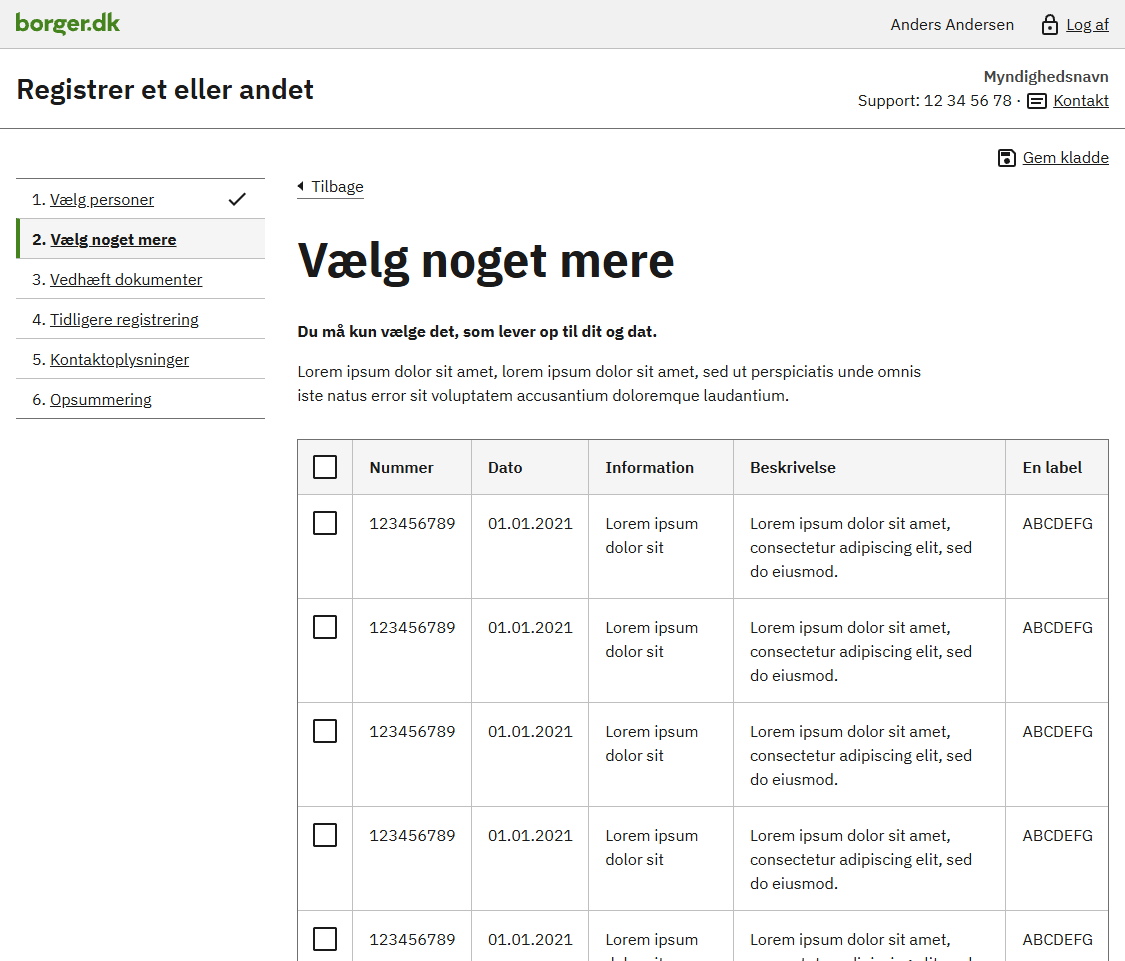 borger.dk
Anders Andersen
Log af
Registrer et eller andet
Myndighedsnavn
Support: 12 34 56 78 · Kontakt
Gem kladde
1. Vælg personer
2. Vælg noget mere
3. Vedhæft dokumenter
4. Tidligere registrering
5. Kontaktoplysninger
6. Opsummering
Tilbage
Vælg noget mere
Du må kun vælge det, som lever op til dit og dat.
Lorem ipsum dolor sit amet, lorem ipsum dolor sit amet, sed ut perspiciatis unde omnis
iste natus error sit voluptatem accusantium doloremque laudantium.
Nummer Dato Information Beskrivelse En label
123456789 01.01.2021 Lorem ipsum Lorem ipsum dolor sit amet, ABCDEFG
dolor sit consectetur adipiscing elit, sed
do eiusmod.
123456789 01.01.2021 Lorem ipsum Lorem ipsum dolor sit amet, ABCDEFG
dolor sit consectetur adipiscing elit, sed
do eiusmod.
123456789 01.01.2021 Lorem ipsum Lorem ipsum dolor sit amet, ABCDEFG
dolor sit consectetur adipiscing elit, sed
do eiusmod.
123456789 01.01.2021 Lorem ipsum Lorem ipsum dolor sit amet, ABCDEFG
dolor sit consectetur adipiscing elit, sed
do eiusmod.
123456789 01.01.2021 Lorem ipsum Lorem ipsum dolor sit amet, ABCDEFG